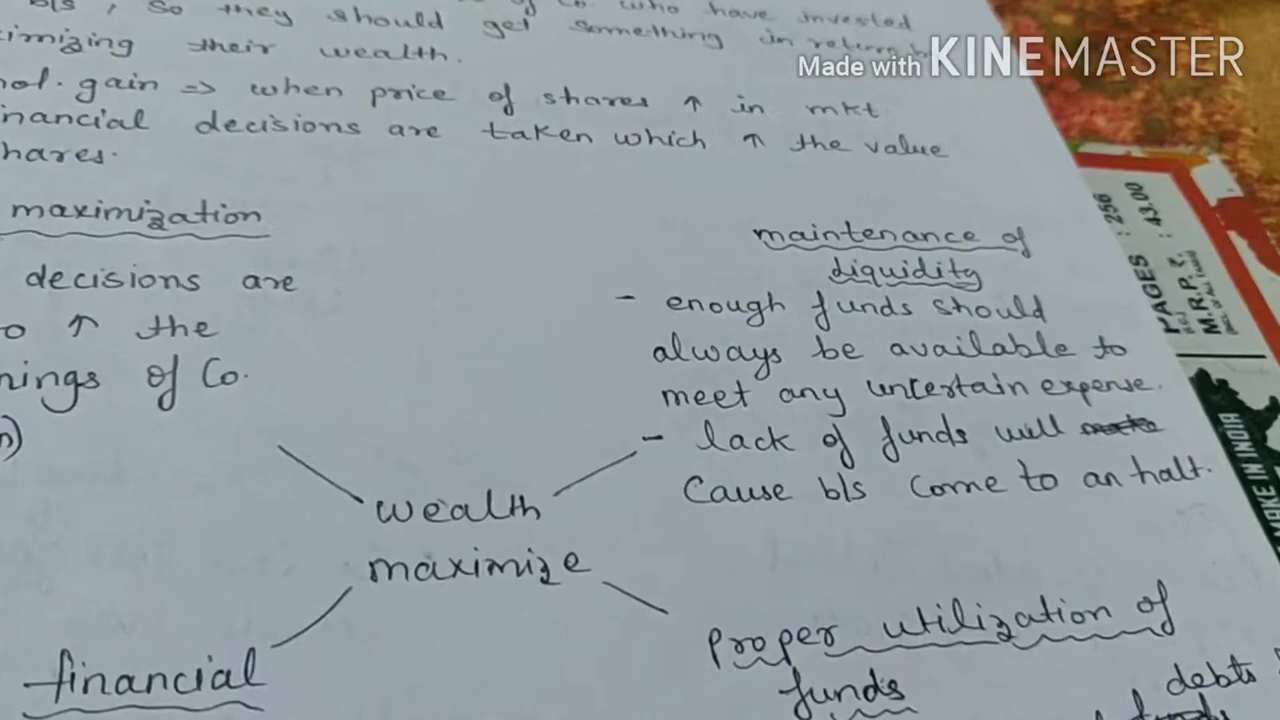 b/s, so they should get something in return
imizing their wealth.
gain => when price of shares ↑ in mkt
nancial decisions are taken which ↑ the value
hares.
maximization
decisions are
o ↑ the
nings of Co.
wealth
maximize
maintenance of
liquidity
- enough funds should
always be available to
meet any uncertain expense.
- lack of funds will
Cause b/s come to an halt.
financial
Proper utilization of
funds
debts
Made with KINEMASTER
PAGES : 256
M.R.P. ₹. : 43.00
MAKE IN INDIA